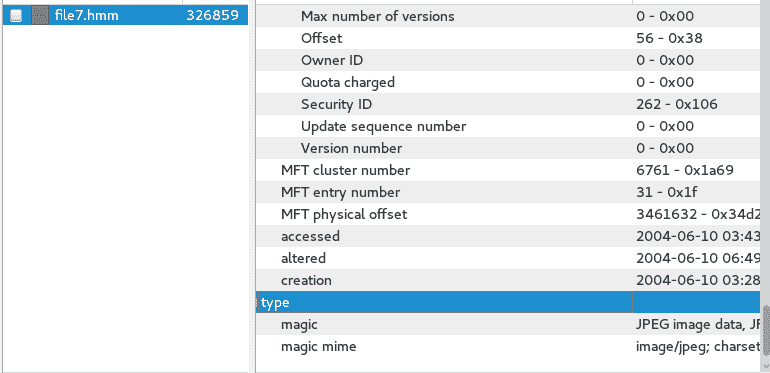 file7.hmm 326859
Max number of versions 0 - 0x00
Offset 56 - 0x38
Owner ID 0 - 0x00
Quota charged 0 - 0x00
Security ID 262 - 0x106
Update sequence number 0 - 0x00
Version number 0 - 0x00
MFT cluster number 6761 - 0x1a69
MFT entry number 31 - 0x1f
MFT physical offset 3461632 - 0x34d2
accessed 2004-06-10 03:43
altered 2004-06-10 06:49
creation 2004-06-10 03:28
type
magic JPEG image data, JF
magic mime image/jpeg; charset